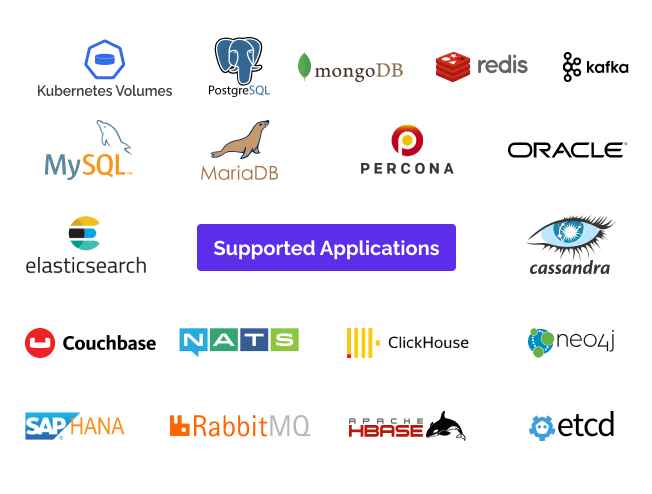 Kubernetes Volumes
PostgreSQL
mongoDB
redis
kafka
MySQL™
MariaDB
PERCONA
ORACLE®
elasticsearch
Supported Applications
cassandra
Couchbase
NATS
ClickHouse
neo4j
SAP® HANA
RabbitMQ
APACHE
HBASE
etcd